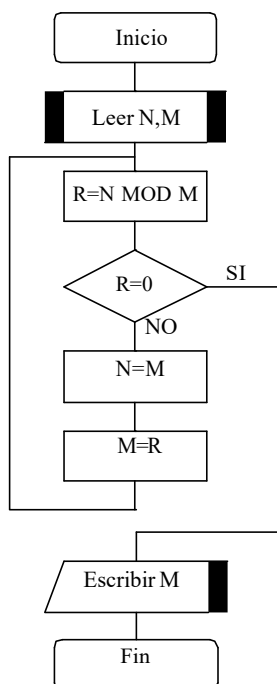 Inicio
Leer N,M
R=N MOD M
R=0
SI
NO
N=M
M=R
Escribir M
Fin